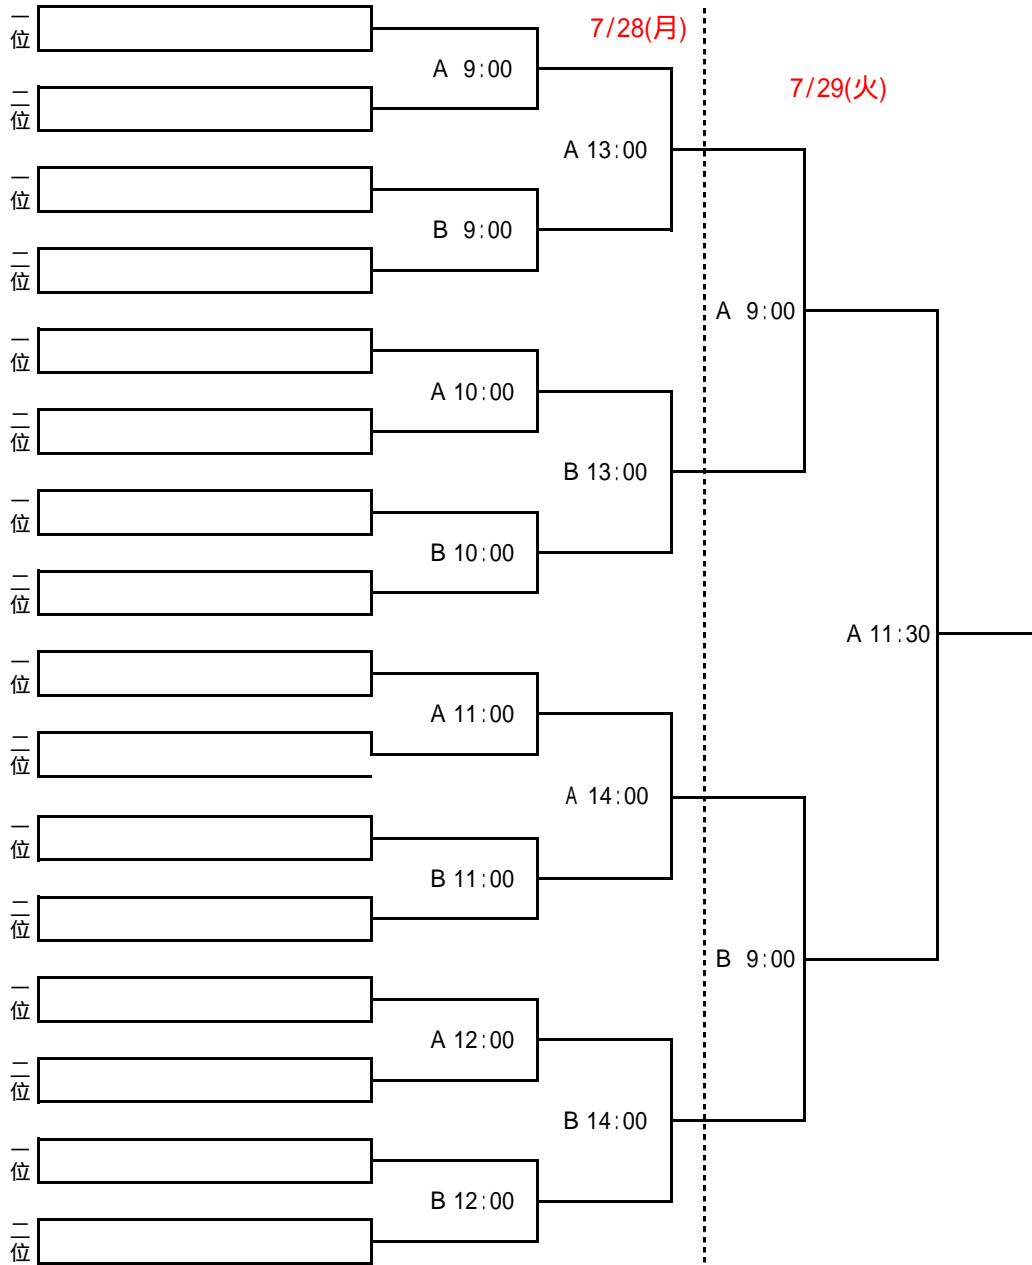 一位
7/28(月)
A 9:00
7/29(火)
二位
A 13:00
一位
B 9:00
二位
A 9:00
一位
A 10:00
二位
B 13:00
一位
B 10:00
二位
A 11:30
一位
A 11:00
二位
A 14:00
一位
B 11:00
二位
B 9:00
一位
A 12:00
二位
B 14:00
一位
B 12:00
二位